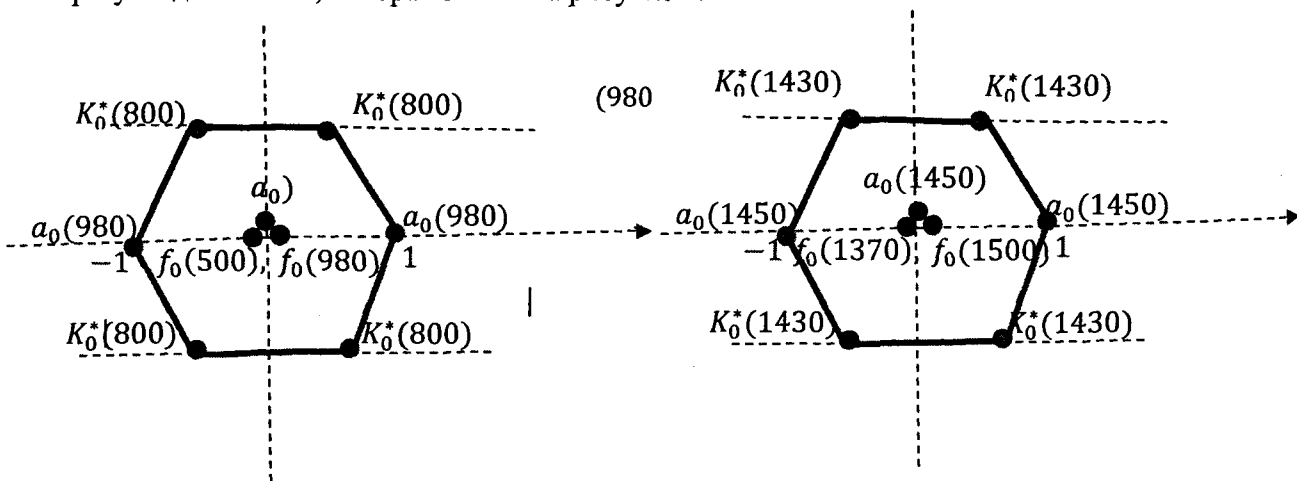 K₀*(800) K₀*(800) (980
a₀)
a₀(980) a₀(980)
−1 f₀(500), f₀(980) 1
K₀*(800) K₀*(800)
K₀*(1430) K₀*(1430)
a₀(1450)
a₀(1450) a₀(1450)
−1 f₀(1370), f₀(1500) 1
K₀*(1430) K₀*(1430)